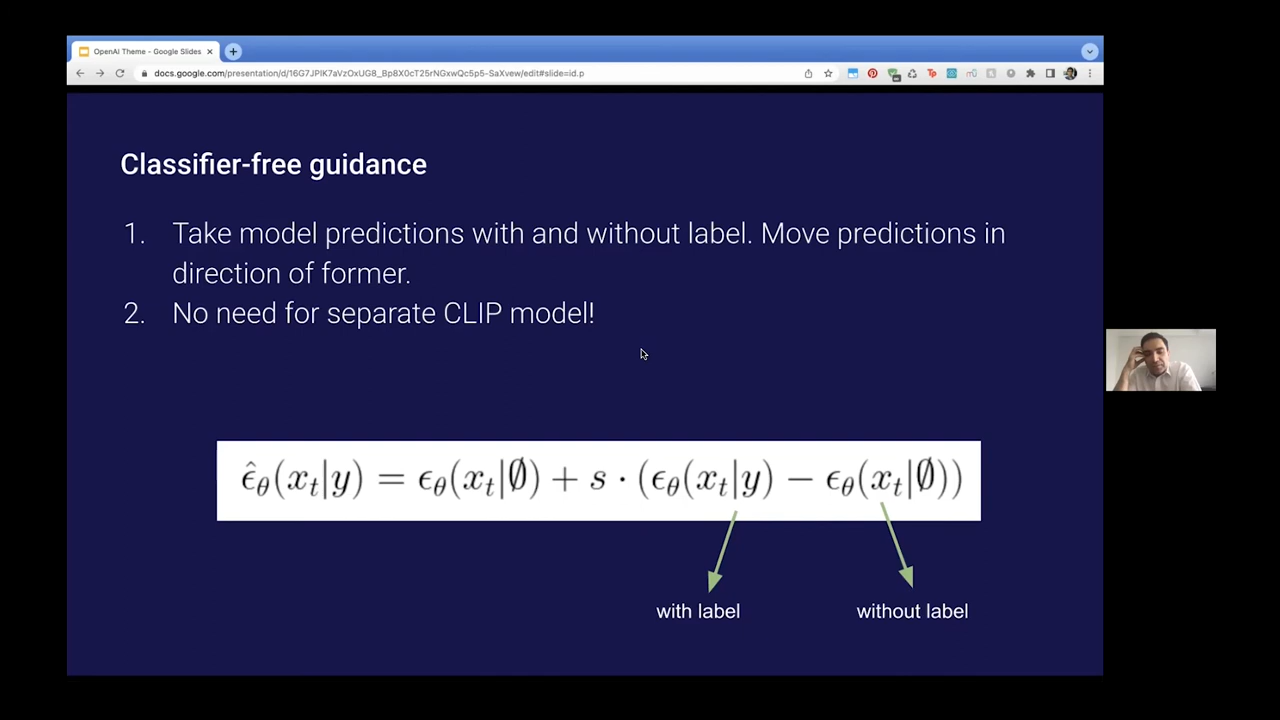 OpenAI Theme - Google Slides
docs.google.com/presentation/d/16G7JPIK7aVzOxUG8_Bp8X0cT25rNGxwQc5p5-SaXvew/edit#slide=id.p
Classifier-free guidance
1. Take model predictions with and without label. Move predictions in
direction of former.
2. No need for separate CLIP model!
ϵ̂θ(xt|y) = ϵθ(xt|∅) + s · (ϵθ(xt|y) − ϵθ(xt|∅))
with label
without label